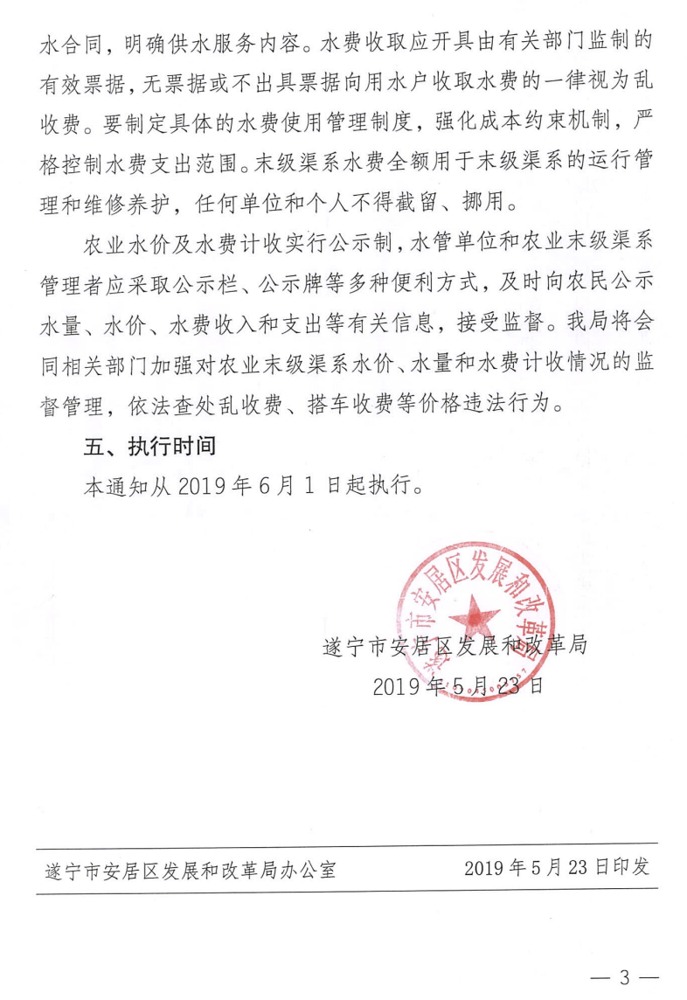 水合同，明确供水服务内容。水费收取应开具由有关部门监制的
有效票据，无票据或不出具票据向用水户收取水费的一律视为乱
收费。要制定具体的水费使用管理制度，强化成本约束机制，严
格控制水费支出范围。末级渠系水费全额用于末级渠系的运行管
理和维修养护，任何单位和个人不得截留、挪用。
农业水价及水费计收实行公示制，水管单位和农业末级渠系
管理者应采取公示栏、公示牌等多种便利方式，及时向农民公示
水量、水价、水费收入和支出等有关信息，接受监督。我局将会
同相关部门加强对农业末级渠系水价、水量和水费计收情况的监
督管理，依法查处乱收费、搭车收费等价格违法行为。
五、执行时间
本通知从 2019 年 6 月 1 日起执行。
遂宁市安居区发展和改革局
遂宁市安居区发展和改革局
2019 年 5 月 23 日
遂宁市安居区发展和改革局办公室 2019 年 5 月 23 日印发
— 3 —